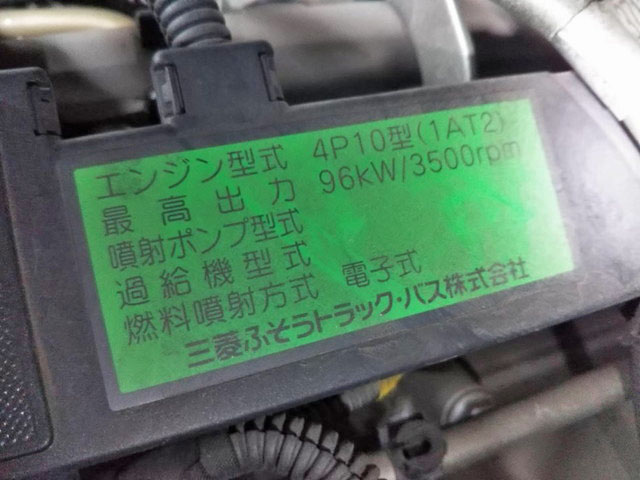 エンジン型式 4P10型(1AT2)
最高出力 96kW/3500rpm
噴射ポンプ型式
過給機型式
燃料噴射方式 電子式
三菱ふそうトラック・バス株式会社